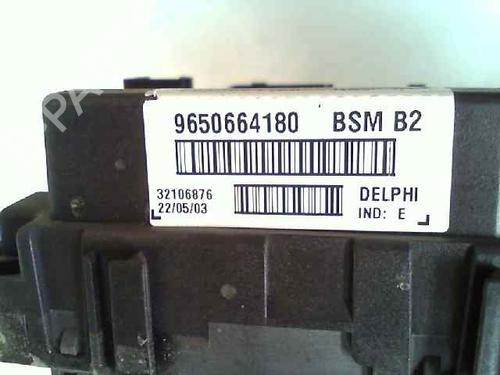 9650664180 BSM B2
32106876 DELPHI
22/05/03 IND: E